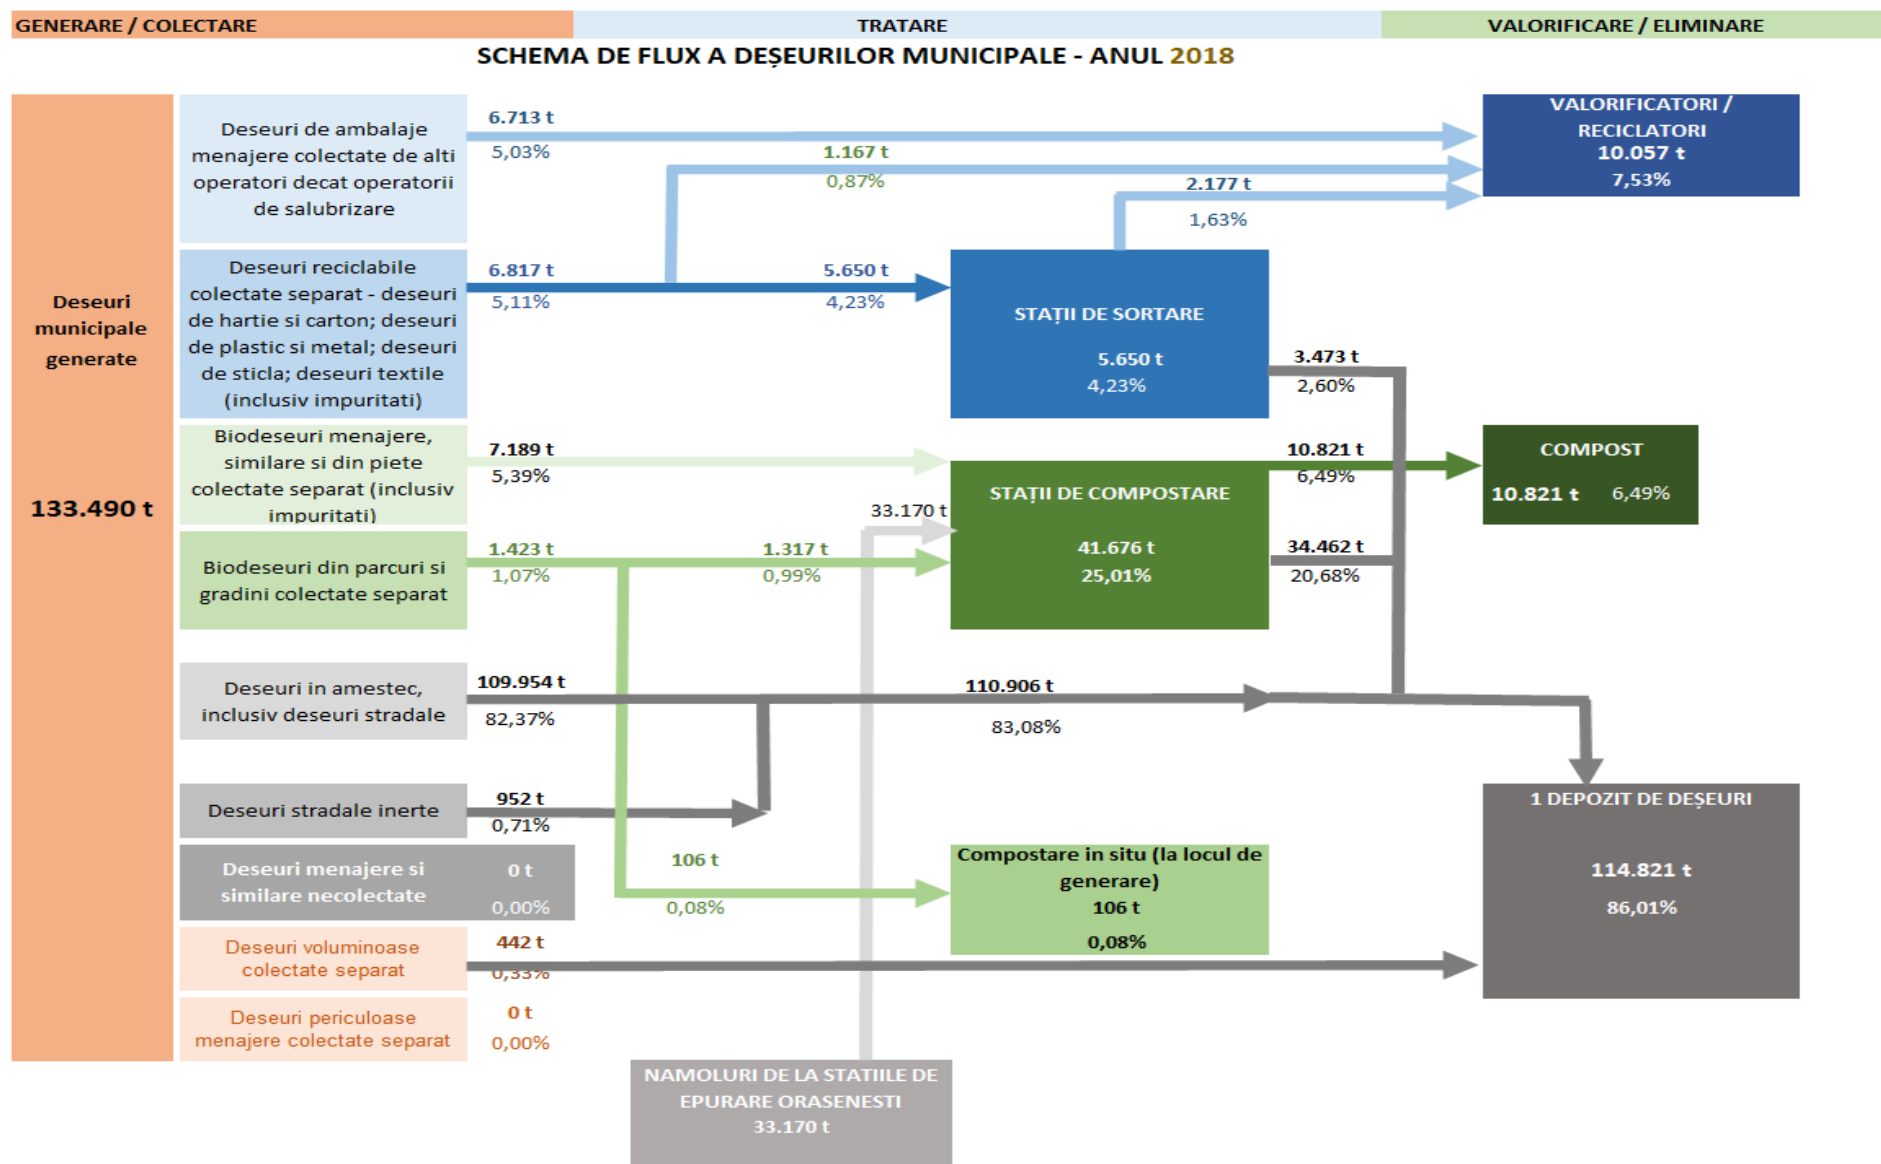 GENERARE / COLECTARE
TRATARE
VALORIFICARE / ELIMINARE
SCHEMA DE FLUX A DEȘEURILOR MUNICIPALE - ANUL 2018
Deseuri
municipale
generate
133.490 t
Deseuri de ambalaje
menajere colectate de alti
operatori decat operatorii
de salubrizare
6.713 t
5,03%
1.167 t
0,87%
2.177 t
1,63%
VALORIFICATORI /
RECICLATORI
10.057 t
7,53%
Deseuri reciclabile
colectate separat - deseuri
de hartie si carton; deseuri
de plastic si metal; deseuri
de sticla; deseuri textile
(inclusiv impuritati)
6.817 t
5,11%
5.650 t
4,23%
STAȚII DE SORTARE
5.650 t
4,23%
3.473 t
2,60%
Biodeseuri menajere,
similare si din piete
colectate separat (inclusiv
impuritati)
7.189 t
5,39%
33.170 t
STAȚII DE COMPOSTARE
41.676 t
25,01%
10.821 t
6,49%
COMPOST
10.821 t 6,49%
Biodeseuri din parcuri si
gradini colectate separat
1.423 t
1,07%
1.317 t
0,99%
34.462 t
20,68%
Deseuri in amestec,
inclusiv deseuri stradale
109.954 t
82,37%
110.906 t
83,08%
Deseuri stradale inerte
952 t
0,71%
1 DEPOZIT DE DEȘEURI
114.821 t
86,01%
Deseuri menajere si
similare necolectate
0 t
0,00%
106 t
0,08%
Compostare in situ (la locul de
generare)
106 t
0,08%
Deseuri voluminoase
colectate separat
442 t
0,33%
Deseuri periculoase
menajere colectate separat
0 t
0,00%
NAMOLURI DE LA STATIILE DE
EPURARE ORASENESTI
33.170 t